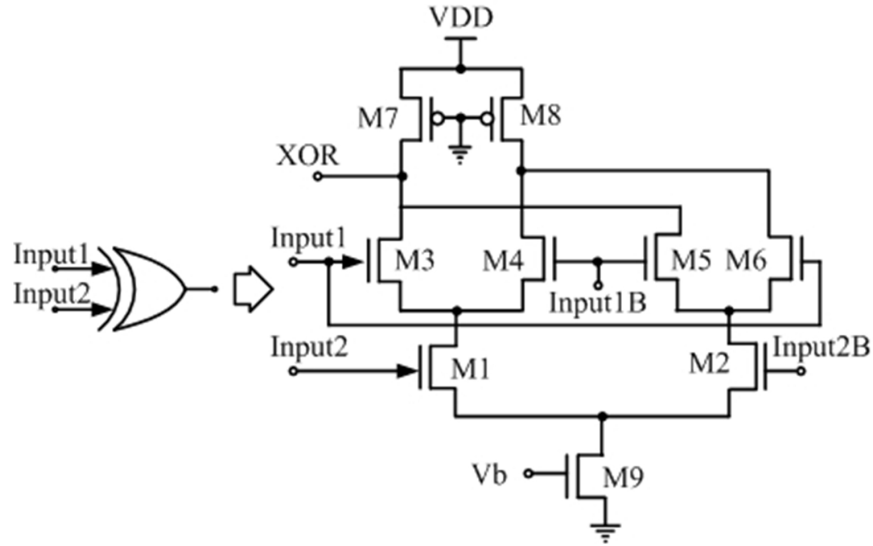 VDD
M7
M8
XOR
Input1
M3
M4
M5
M6
Input1
Input2
Input1B
Input2
M1
M2
Input2B
Vb
M9